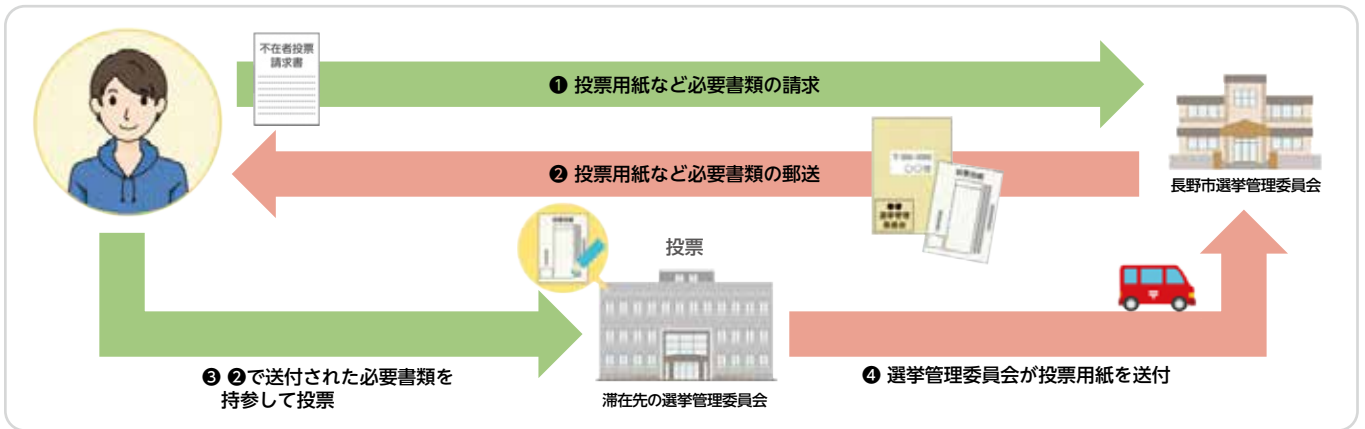 不在者投票
請求書
❶ 投票用紙など必要書類の請求
❷ 投票用紙など必要書類の郵送
長野市選挙管理委員会
投票
❸ ❷で送付された必要書類を
持参して投票
滞在先の選挙管理委員会
❹ 選挙管理委員会が投票用紙を送付